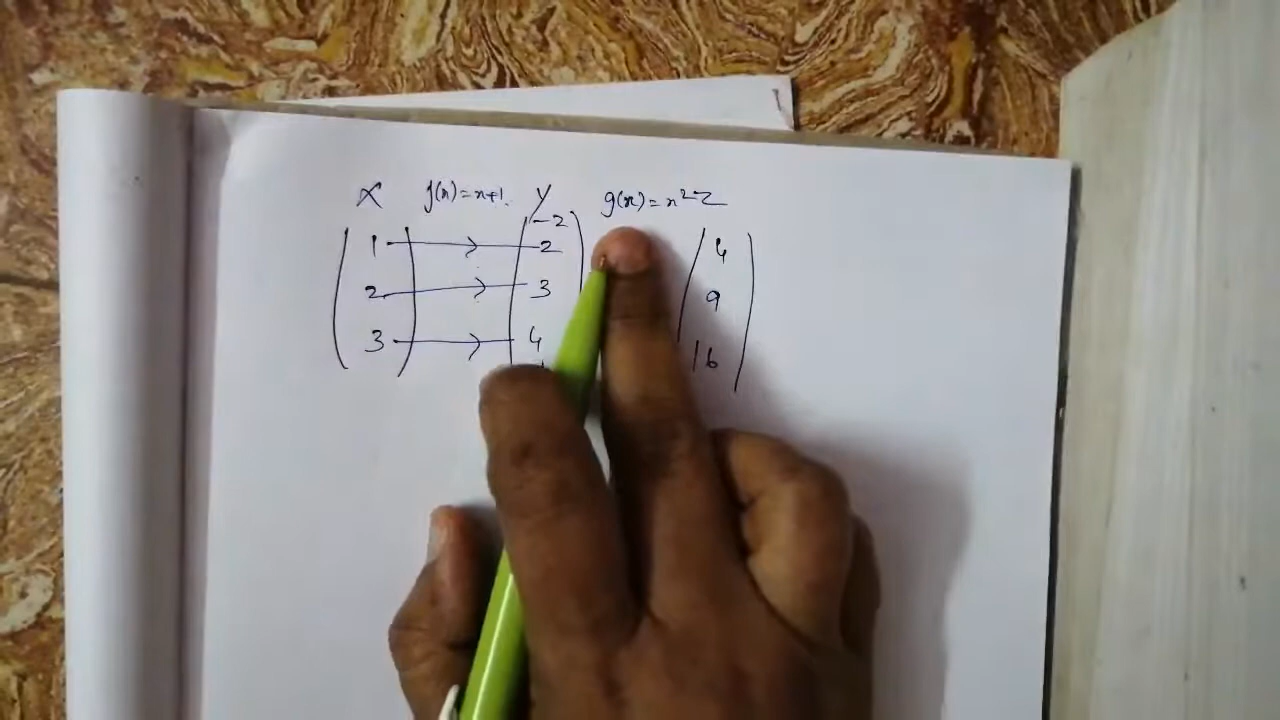 X f(x)=x+1. Y g(x)=x² Z
-2
1 2 4
2 3 9
3 4 16